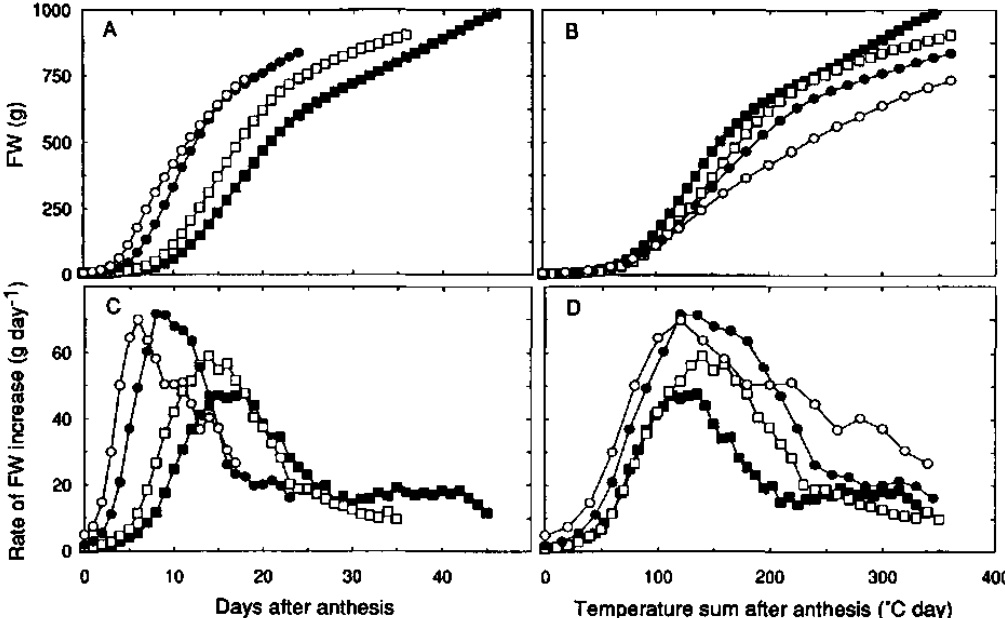 1000
750
500
250
0
FW (g)
A
B
60
40
20
0
Rate of FW increase (g day⁻¹)
C
D
0 10 20 30 40
0 100 200 300 400
Days after anthesis
Temperature sum after anthesis (°C day)